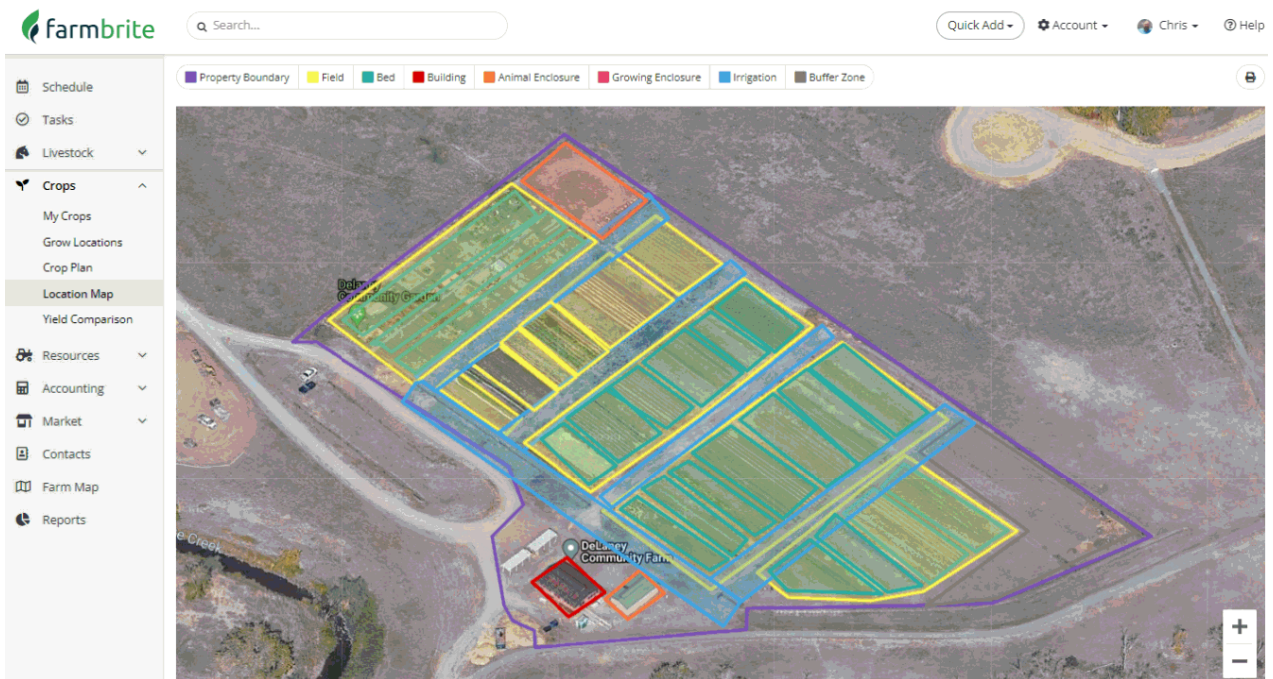 farmbrite
Search...
Quick Add
Account
Chris
Help
Schedule
Tasks
Livestock
Crops
My Crops
Grow Locations
Crop Plan
Location Map
Yield Comparison
Resources
Accounting
Market
Contacts
Farm Map
Reports
Property Boundary
Field
Bed
Building
Animal Enclosure
Growing Enclosure
Irrigation
Buffer Zone
Delaney
Community Garden
DeLaney
Community Farm
e Creek
+
−